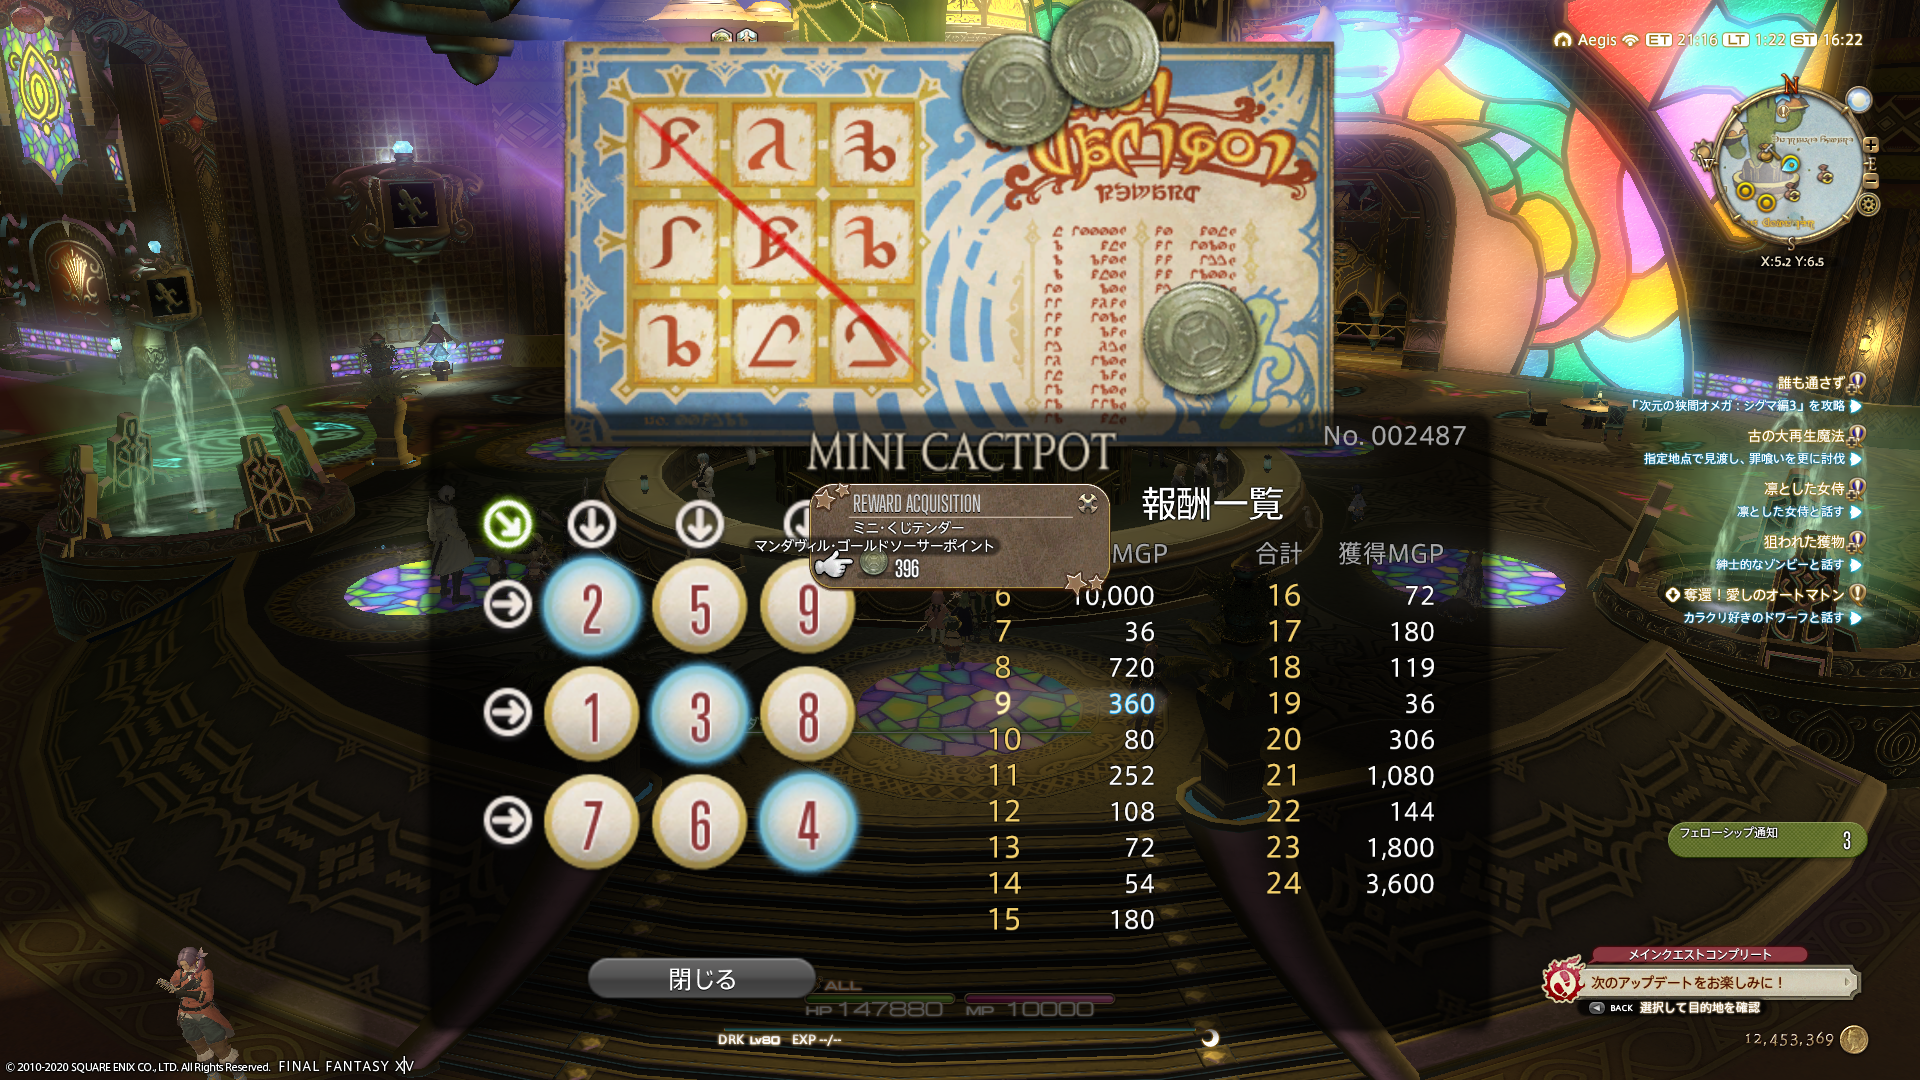 Aegis ET 21:16 LT 1:22 ST 16:22
N
X:5.2 Y:6.5
MINI CACTPOT
No. 002487
REWARD ACQUISITION
ミニ・くじテンダー
マンダヴィル・ゴールドソーサーポイント
396
報酬一覧
MGP 合計 獲得MGP
2 5 9
1 3 8
7 6 4
6 10,000 16 72
7 36 17 180
8 720 18 119
9 360 19 36
10 80 20 306
11 252 21 1,080
12 108 22 144
13 72 23 1,800
14 54 24 3,600
15 180
閉じる
ALL
HP 147880 MP 10000
DRK Lv80 EXP --/--
誰も通さず
「次元の狭間オメガ:シグマ編3」を攻略
古の大再生魔法
指定地点で見渡し、罪喰いを更に討伐
凛とした女侍
凛とした女侍と話す
狙われた獲物
紳士的なゾンビーと話す
奪還!愛しのオートマトン
カラクリ好きのドワーフと話す
フェローシップ通知 3
メインクエストコンプリート
次のアップデートをお楽しみに!
BACK 選択して目的地を確認
12,453,369
© 2010-2020 SQUARE ENIX CO., LTD. All Rights Reserved. FINAL FANTASY XIV